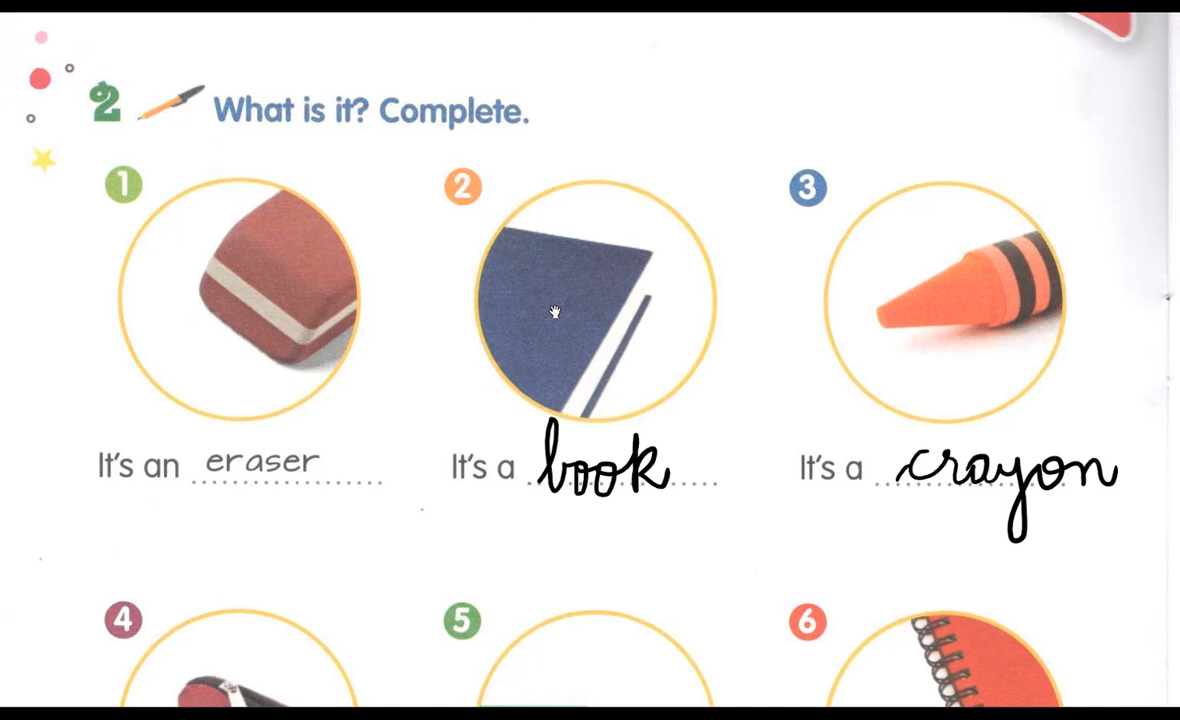 2 What is it? Complete.
1 2 3
It's an eraser It's a book It's a crayon
4 5 6